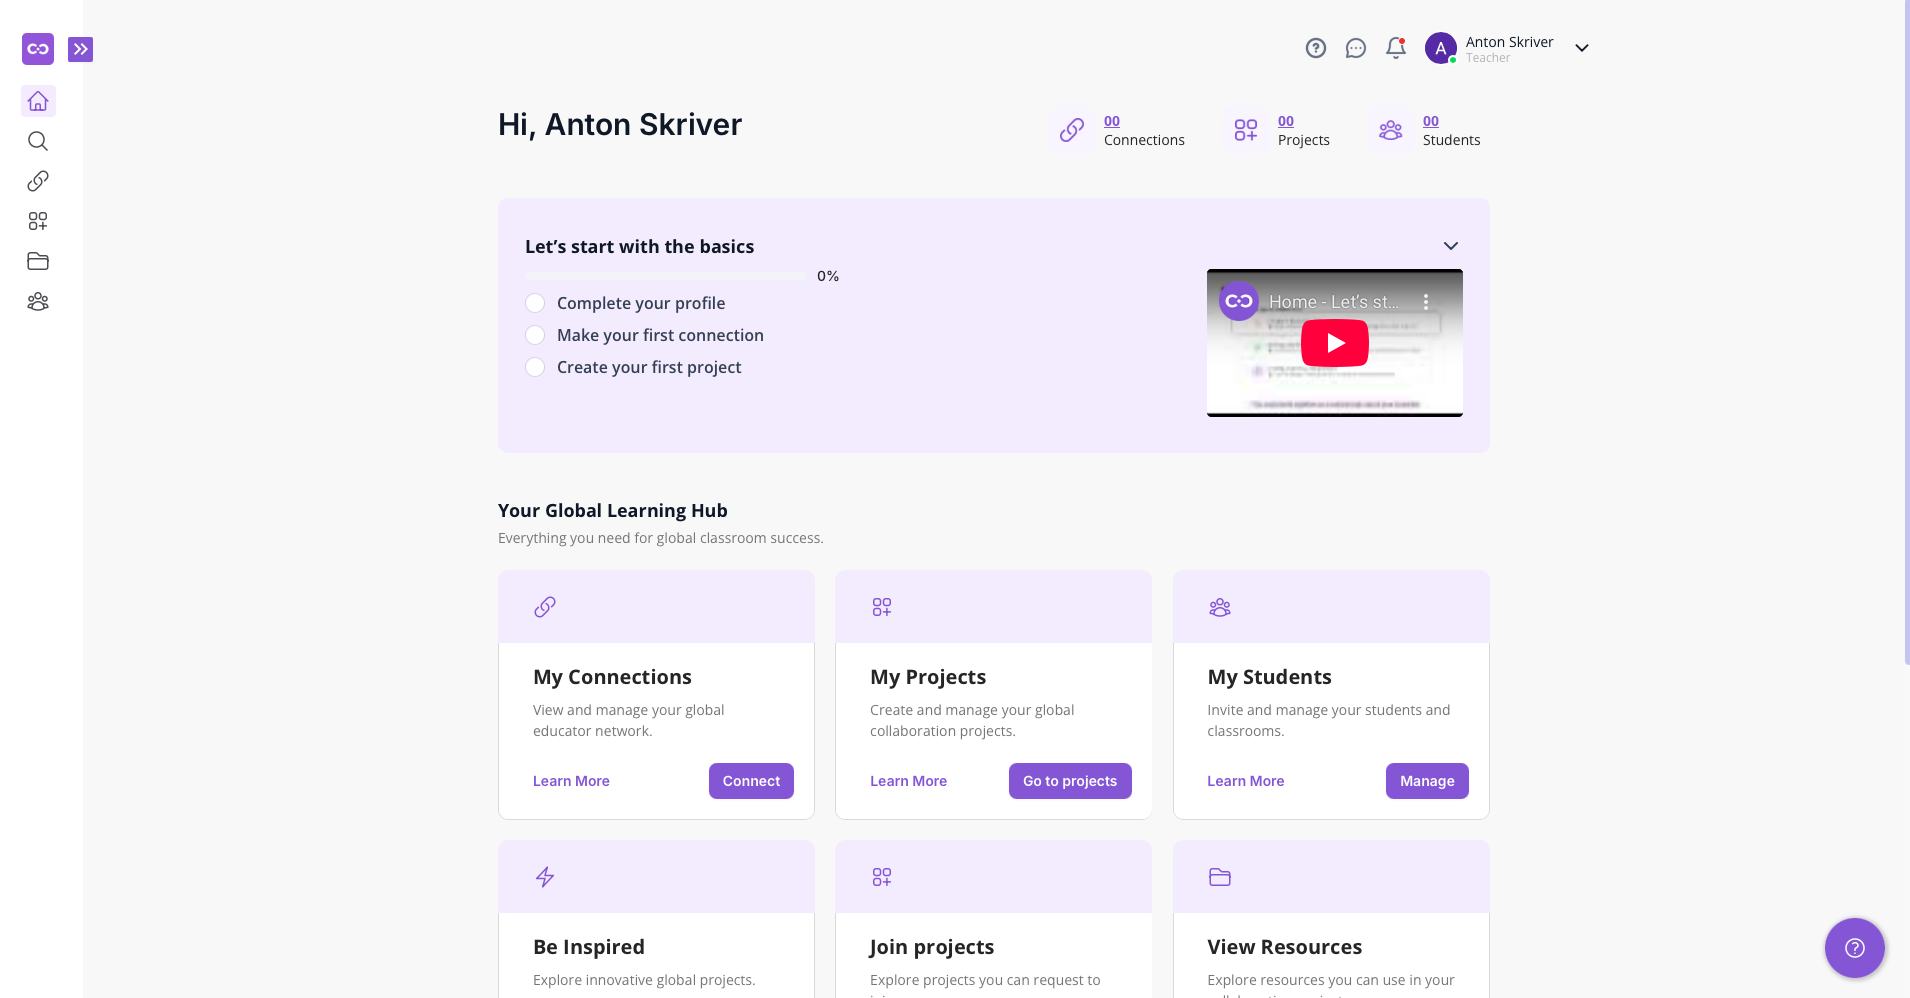 Anton Skriver
Teacher
Hi, Anton Skriver
00
Connections
00
Projects
00
Students
Let’s start with the basics
0%
Complete your profile
Make your first connection
Create your first project
Home - Let’s st...
Your Global Learning Hub
Everything you need for global classroom success.
My Connections
View and manage your global
educator network.
Learn More
Connect
My Projects
Create and manage your global
collaboration projects.
Learn More
Go to projects
My Students
Invite and manage your students and
classrooms.
Learn More
Manage
Be Inspired
Explore innovative global projects.
Join projects
Explore projects you can request to
View Resources
Explore resources you can use in your